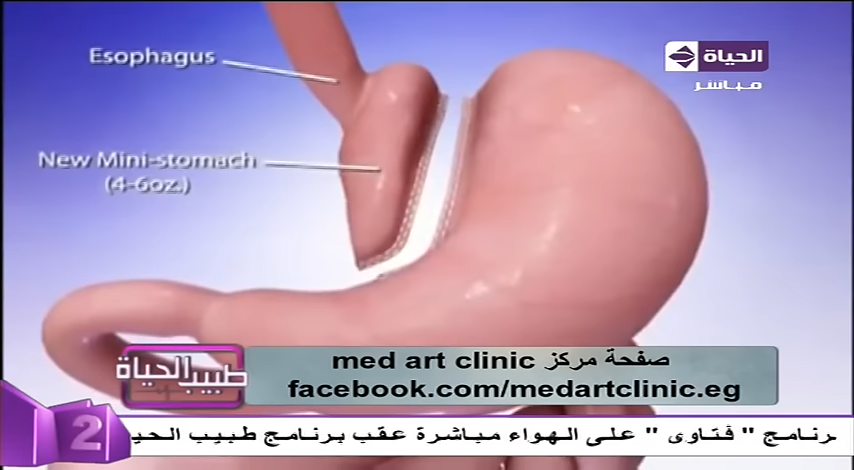 Esophagus
الحياة
مباشر
New Mini-stomach
(4-6oz.)
طبيب الحياة
صفحة مركز med art clinic
facebook.com/medartclinic.eg
برنامج " فتاوى " على الهواء مباشرة عقب برنامج طبيب الحي
2